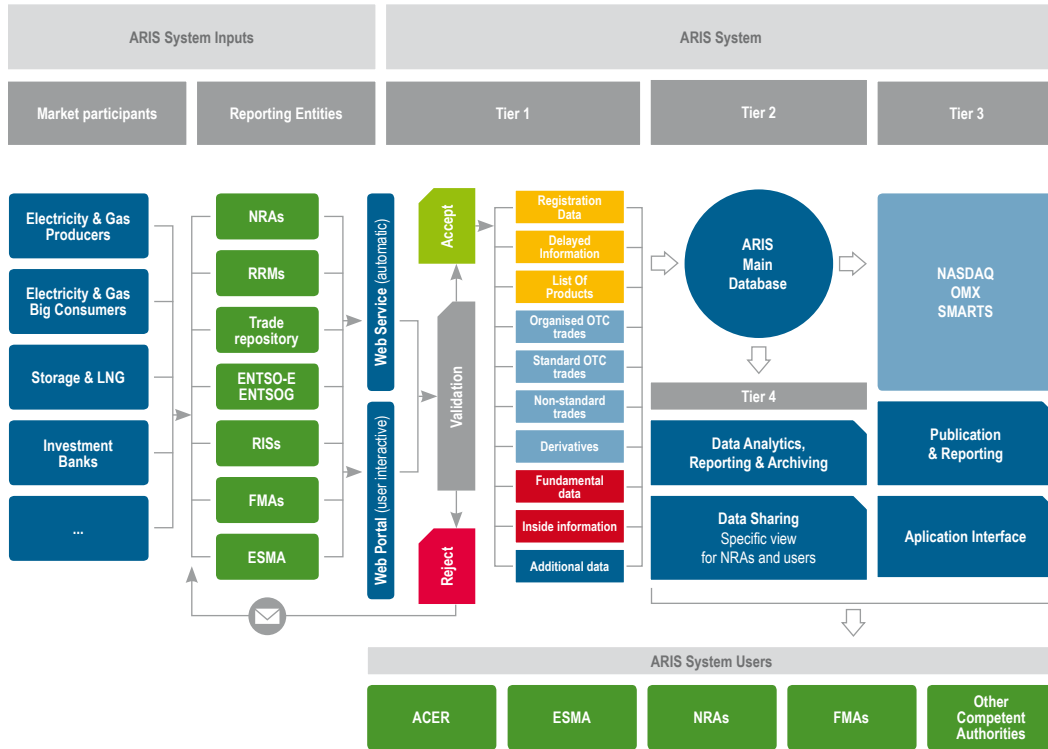 ARIS System Inputs
ARIS System
Market participants
Reporting Entities
Tier 1
Tier 2
Tier 3
Electricity & Gas
Producers
Electricity & Gas
Big Consumers
Storage & LNG
Investment
Banks
...
NRAs
RRMs
Trade
repository
ENTSO-E
ENTSOG
RISs
FMAs
ESMA
Web Service (automatic)
Web Portal (user interactive)
Accept
Validation
Reject
Registration
Data
Delayed
Information
List Of
Products
Organised OTC
trades
Standard OTC
trades
Non-standard
trades
Derivatives
Fundamental
data
Inside information
Additional data
ARIS
Main
Database
Tier 4
Data Analytics,
Reporting & Archiving
Data Sharing
Specific view
for NRAs and users
NASDAQ
OMX
SMARTS
Publication
& Reporting
Aplication Interface
ARIS System Users
ACER
ESMA
NRAs
FMAs
Other
Competent
Authorities